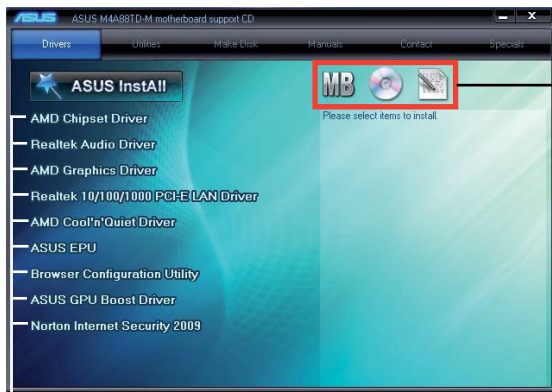 ASUS ASUS M4A88TD-M motherboard support CD
Drivers Utilities Make Disk Manuals Contact Specials
ASUS InstAll
MB
Please select items to install.
AMD Chipset Driver
Realtek Audio Driver
AMD Graphics Driver
Realtek 10/100/1000 PCI-E LAN Driver
AMD Cool'n'Quiet Driver
ASUS EPU
Browser Configuration Utility
ASUS GPU Boost Driver
Norton Internet Security 2009